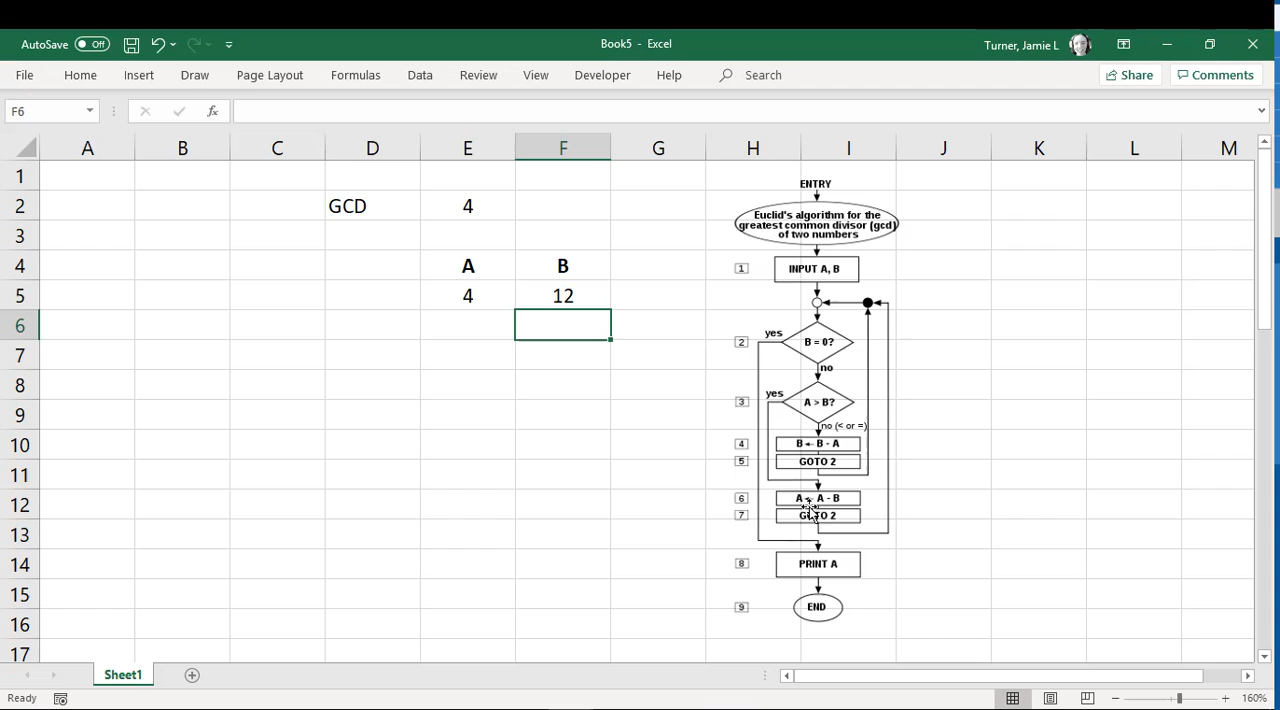 AutoSave Off
Book5 - Excel
Turner, Jamie L
File Home Insert Draw Page Layout Formulas Data Review View Developer Help Search Share Comments
F6 fx
A B C D E F G H I J K L M
1
2 GCD 4
3
4 A B
5 4 12
6
7
8
9
10
11
12
13
14
15
16
17
ENTRY
Euclid's algorithm for the
greatest common divisor (gcd)
of two numbers
1 INPUT A, B
yes
2 B = 0?
no
yes
3 A > B?
no (< or =)
4 B ← B - A
5 GOTO 2
6 A ← A - B
7 GOTO 2
8 PRINT A
9 END
Sheet1
Ready 160%